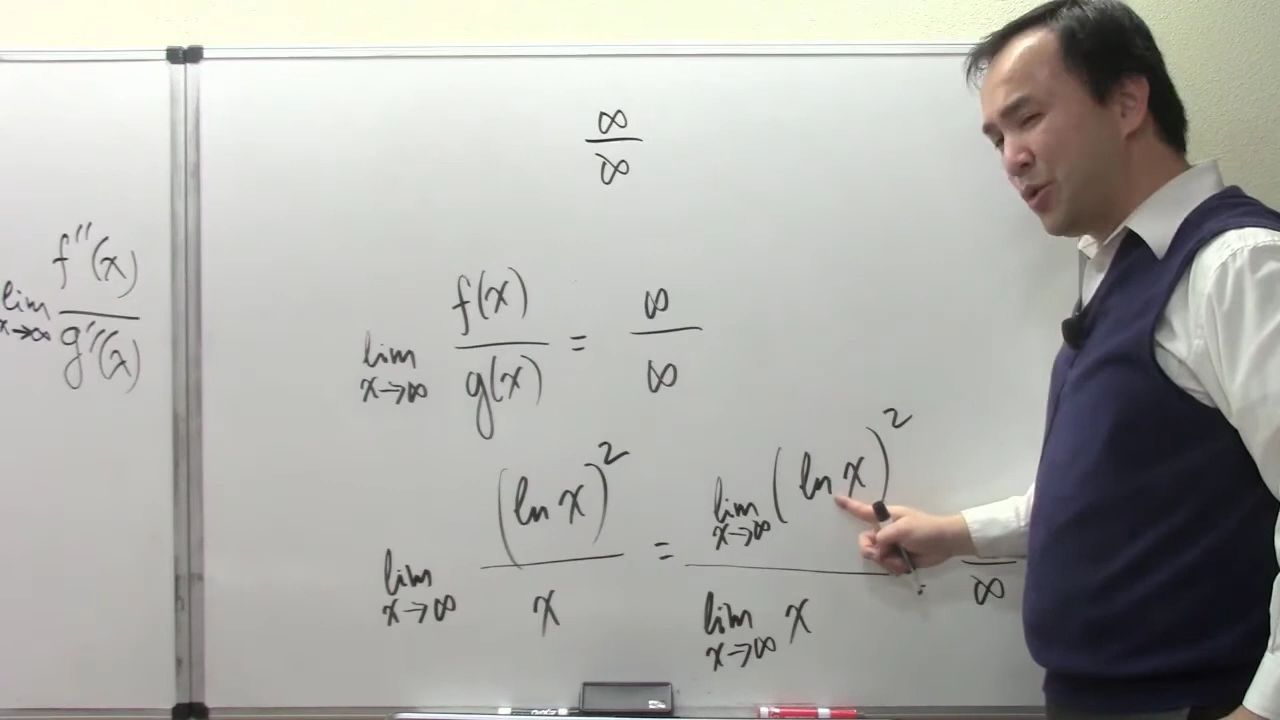 ∞/∞
lim x→∞ f''(x)/g''(x)
lim x→∞ f(x)/g(x) = ∞/∞
lim x→∞ (ln x)²/x = lim x→∞ (ln x)²/lim x→∞ x
∞